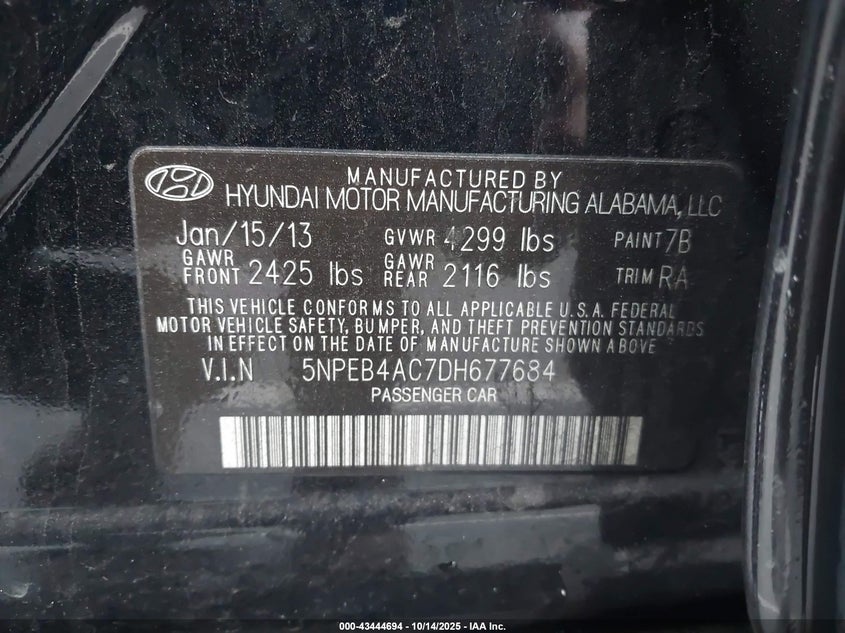 MANUFACTURED BY
HYUNDAI MOTOR MANUFACTURING ALABAMA, LLC
Jan/15/13 GVWR 4299 lbs PAINT 7B
GAWR FRONT 2425 lbs GAWR REAR 2116 lbs TRIM RA
THIS VEHICLE CONFORMS TO ALL APPLICABLE U.S.A. FEDERAL
MOTOR VEHICLE SAFETY, BUMPER, AND THEFT PREVENTION STANDARDS
IN EFFECT ON THE DATE OF MANUFACTURE SHOWN ABOVE
V.I.N 5NPEB4AC7DH677684
PASSENGER CAR
000-43444694 - 10/14/2025 - IAA Inc.